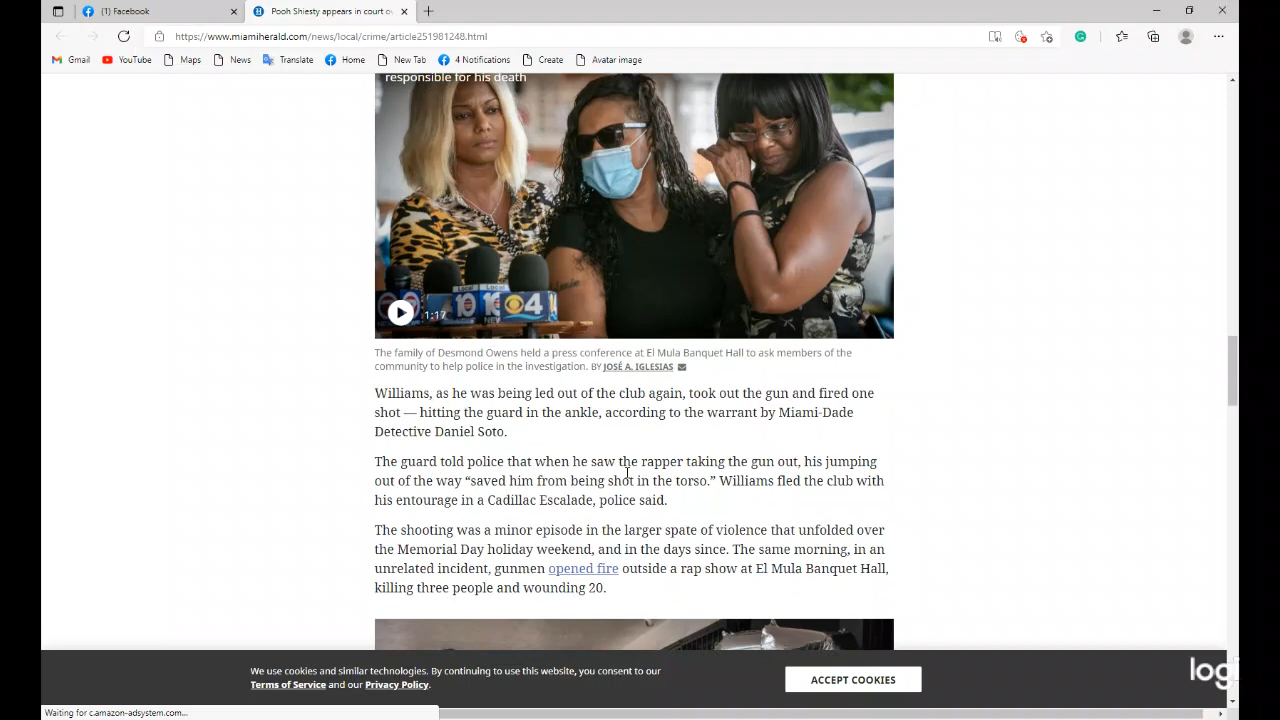 (1) Facebook
Pooh Shiesty appears in court ov
https://www.miamiherald.com/news/local/crime/article251981248.html
Gmail YouTube Maps News Translate Home New Tab 4 Notifications Create Avatar image
responsible for his death
10 10 4
1:17
The family of Desmond Owens held a press conference at El Mula Banquet Hall to ask members of the
community to help police in the investigation. BY JOSÉ A. IGLESIAS
Williams, as he was being led out of the club again, took out the gun and fired one
shot — hitting the guard in the ankle, according to the warrant by Miami-Dade
Detective Daniel Soto.
The guard told police that when he saw the rapper taking the gun out, his jumping
out of the way “saved him from being shot in the torso.” Williams fled the club with
his entourage in a Cadillac Escalade, police said.
The shooting was a minor episode in the larger spate of violence that unfolded over
the Memorial Day holiday weekend, and in the days since. The same morning, in an
unrelated incident, gunmen opened fire outside a rap show at El Mula Banquet Hall,
killing three people and wounding 20.
We use cookies and similar technologies. By continuing to use this website, you consent to our
Terms of Service and our Privacy Policy.
ACCEPT COOKIES
log
Waiting for c.amazon-adsystem.com...